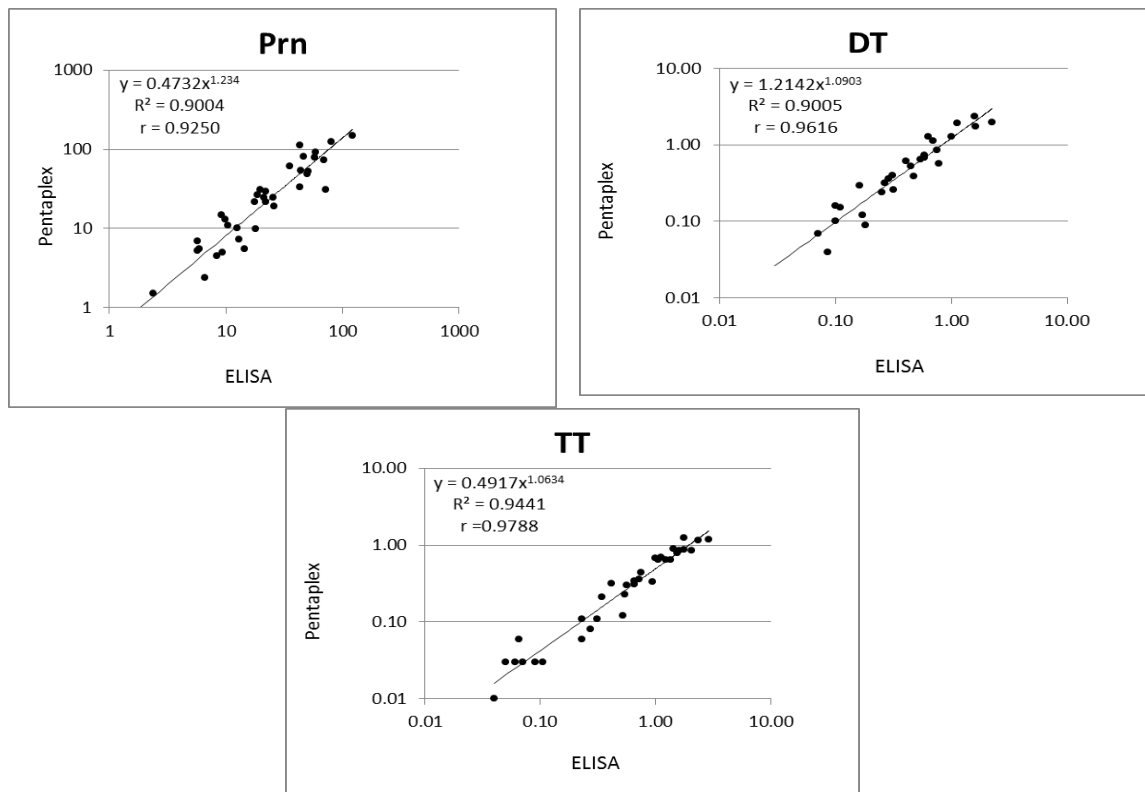 Prn
y = 0.4732x^1.234
R² = 0.9004
r = 0.9250
1000
100
10
1
Pentaplex
1 10 100 1000
ELISA
DT
y = 1.2142x^1.0903
R² = 0.9005
r = 0.9616
10.00
1.00
0.10
0.01
Pentaplex
0.01 0.10 1.00 10.00
ELISA
TT
y = 0.4917x^1.0634
R² = 0.9441
r =0.9788
10.00
1.00
0.10
0.01
Pentaplex
0.01 0.10 1.00 10.00
ELISA